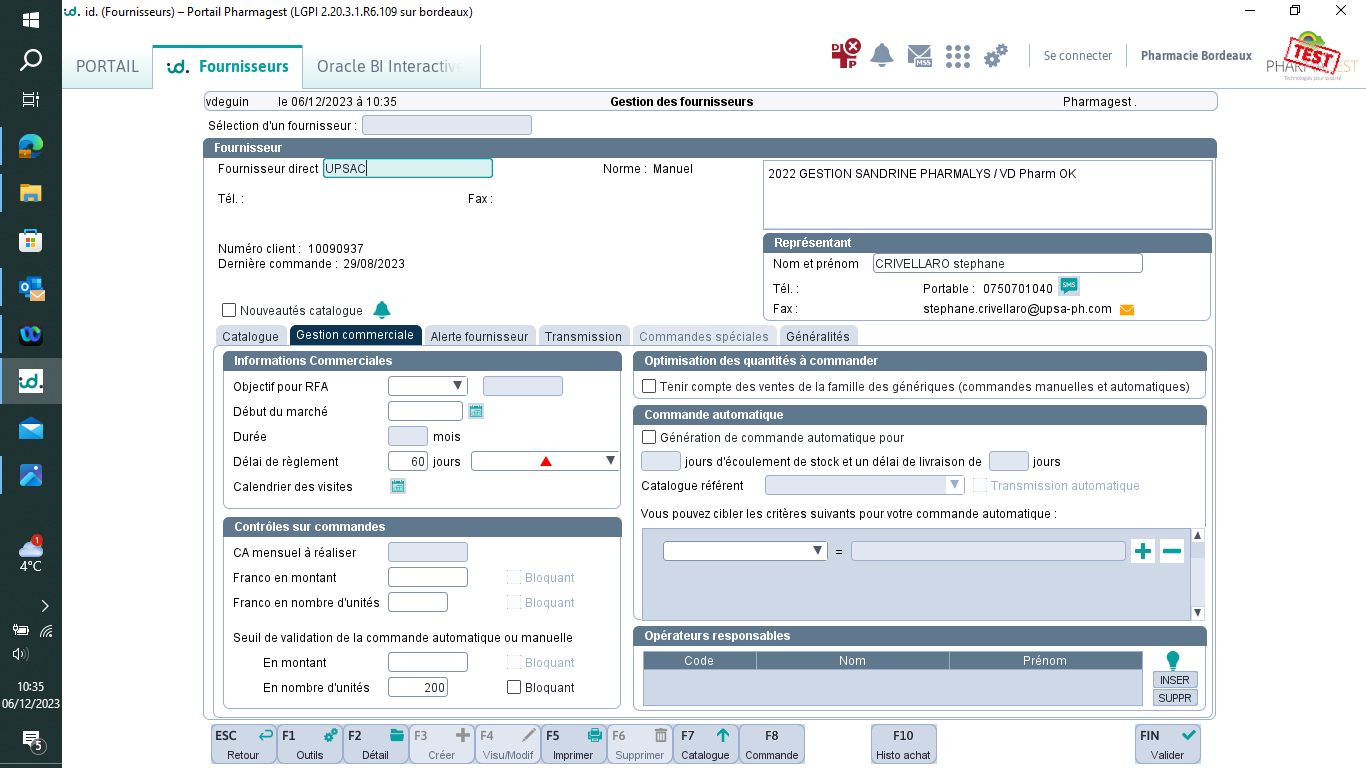 id. (Fournisseurs) – Portail Pharmagest (LGPI 2.20.3.1.R6.109 sur bordeaux)
PORTAIL
id. Fournisseurs
Oracle BI Interactive
MSS
Se connecter
Pharmacie Bordeaux
TEST
PHARMAGEST
Technologies pour la santé
vdeguin le 06/12/2023 à 10:35 Gestion des fournisseurs Pharmagest .
Sélection d'un fournisseur :
Fournisseur
Fournisseur direct UPSAC Norme : Manuel
2022 GESTION SANDRINE PHARMALYS / VD Pharm OK
Tél. : Fax :
Numéro client : 10090937
Dernière commande : 29/08/2023
Représentant
Nom et prénom CRIVELLARO stephane
Tél. : Portable : 0750701040 SMS
Fax : stephane.crivellaro@upsa-ph.com
Nouveautés catalogue
Catalogue Gestion commerciale Alerte fournisseur Transmission Commandes spéciales Généralités
Informations Commerciales
Objectif pour RFA
Début du marché
Durée mois
Délai de règlement 60 jours
Calendrier des visites
Contrôles sur commandes
CA mensuel à réaliser
Franco en montant Bloquant
Franco en nombre d'unités Bloquant
Seuil de validation de la commande automatique ou manuelle
En montant Bloquant
En nombre d'unités 200 Bloquant
Optimisation des quantités à commander
Tenir compte des ventes de la famille des génériques (commandes manuelles et automatiques)
Commande automatique
Génération de commande automatique pour
jours d'écoulement de stock et un délai de livraison de jours
Catalogue référent Transmission automatique
Vous pouvez cibler les critères suivants pour votre commande automatique :
=
Opérateurs responsables
Code Nom Prénom
INSER
SUPPR
ESC Retour
F1 Outils
F2 Détail
F3 Créer
F4 Visu/Modif
F5 Imprimer
F6 Supprimer
F7 Catalogue
F8 Commande
F10 Histo achat
FIN Valider
id.
1
4°C
10:35
06/12/2023
5